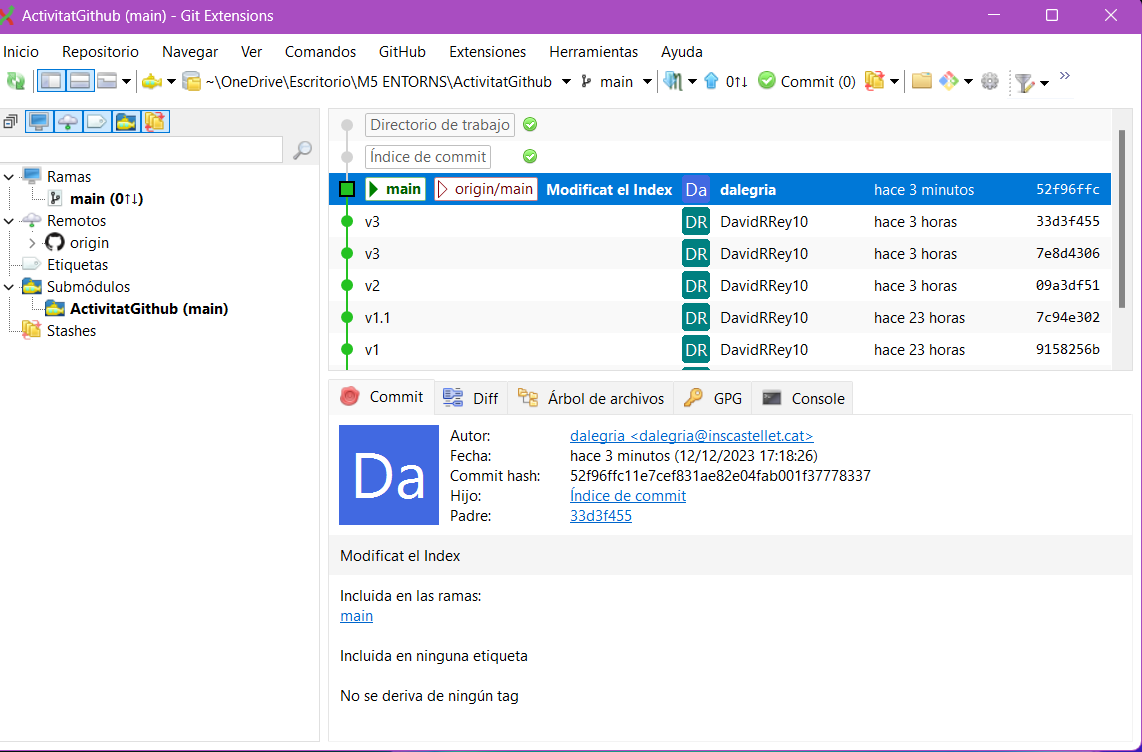 ActivitatGithub (main) - Git Extensions
Inicio Repositorio Navegar Ver Comandos GitHub Extensiones Herramientas Ayuda
~\OneDrive\Escritorio\M5 ENTORNS\ActivitatGithub main 0↑↓ Commit (0) »
Directorio de trabajo
Índice de commit
main origin/main Modificat el Index Da dalegria hace 3 minutos 52f96ffc
v3 DR DavidRRey10 hace 3 horas 33d3f455
v3 DR DavidRRey10 hace 3 horas 7e8d4306
v2 DR DavidRRey10 hace 3 horas 09a3df51
v1.1 DR DavidRRey10 hace 23 horas 7c94e302
v1 DR DavidRRey10 hace 23 horas 9158256b
Ramas
main (0↑↓)
Remotos
origin
Etiquetas
Submódulos
ActivitatGithub (main)
Stashes
Commit Diff Árbol de archivos GPG Console
Da
Autor: dalegria <dalegria@inscastellet.cat>
Fecha: hace 3 minutos (12/12/2023 17:18:26)
Commit hash: 52f96ffc11e7cef831ae82e04fab001f37778337
Hijo: Índice de commit
Padre: 33d3f455
Modificat el Index
Incluida en las ramas:
main
Incluida en ninguna etiqueta
No se deriva de ningún tag